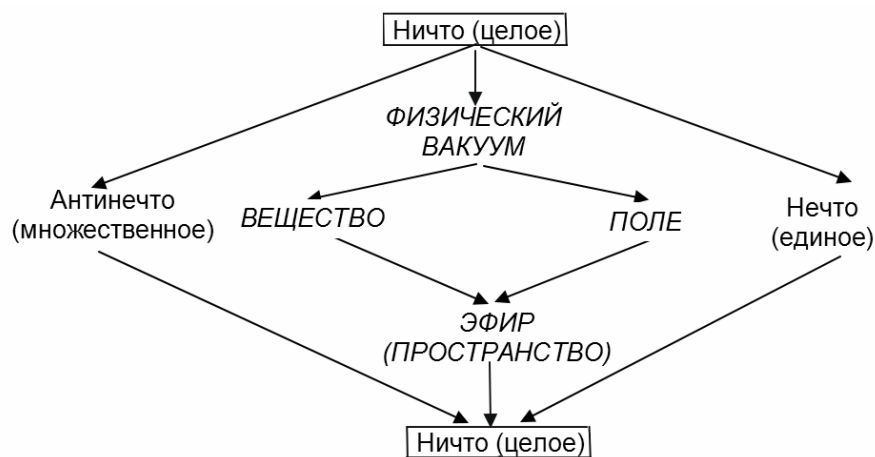 Ничто (целое)
ФИЗИЧЕСКИЙ
ВАКУУМ
Антинечто
(множественное)
ВЕЩЕСТВО
ПОЛЕ
Нечто
(единое)
ЭФИР
(ПРОСТРАНСТВО)
Ничто (целое)